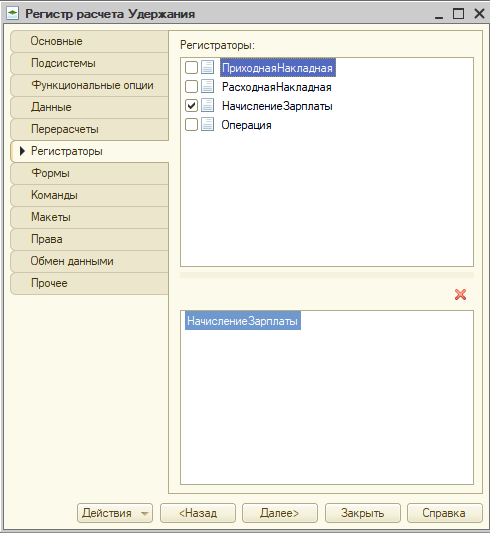 Регистр расчета Удержания
Основные
Подсистемы
Функциональные опции
Данные
Перерасчеты
Регистраторы
Формы
Команды
Макеты
Права
Обмен данными
Прочее
Регистраторы:
ПриходнаяНакладная
РасходнаяНакладная
НачислениеЗарплаты
Операция
НачислениеЗарплаты
Действия
<Назад
Далее>
Закрыть
Справка